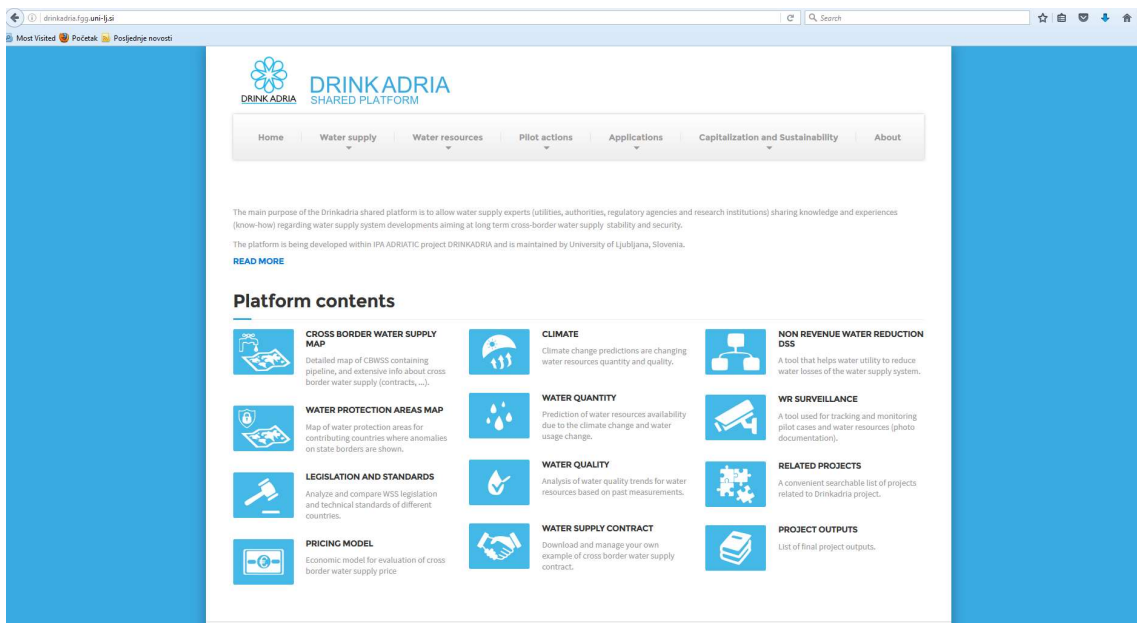 drinkadria.fgg.uni-lj.si
Search
Most Visited Početak Posljednje novosti
DRINK ADRIA
DRINK ADRIA
SHARED PLATFORM
Home Water supply Water resources Pilot actions Applications Capitalization and Sustainability About
The main purpose of the Drinkadria shared platform is to allow water supply experts (utilities, authorities, regulatory agencies and research institutions) sharing knowledge and experiences
(know-how) regarding water supply system developments aiming at long term cross-border water supply stability and security.
The platform is being developed within IPA ADRIATIC project DRINKADRIA and is maintained by University of Ljubljana, Slovenia.
READ MORE
Platform contents
CROSS BORDER WATER SUPPLY
MAP
Detailed map of CBWSS containing
pipeline, and extensive info about cross
border water supply (contracts, ...).
WATER PROTECTION AREAS MAP
Map of water protection areas for
contributing countries where anomalies
on state borders are shown.
LEGISLATION AND STANDARDS
Analyze and compare WSS legislation
and technical standards of different
countries.
PRICING MODEL
Economic model for evaluation of cross
border water supply price
CLIMATE
Climate change predictions are changing
water resources quantity and quality.
WATER QUANTITY
Prediction of water resources availability
due to the climate change and water
usage change.
WATER QUALITY
Analysis of water quality trends for water
resources based on past measurements.
WATER SUPPLY CONTRACT
Download and manage your own
example of cross border water supply
contract.
NON REVENUE WATER REDUCTION
DSS
A tool that helps water utility to reduce
water losses of the water supply system.
WR SURVEILLANCE
A tool used for tracking and monitoring
pilot cases and water resources (photo
documentation).
RELATED PROJECTS
A convenient searchable list of projects
related to Drinkadria project.
PROJECT OUTPUTS
List of final project outputs.